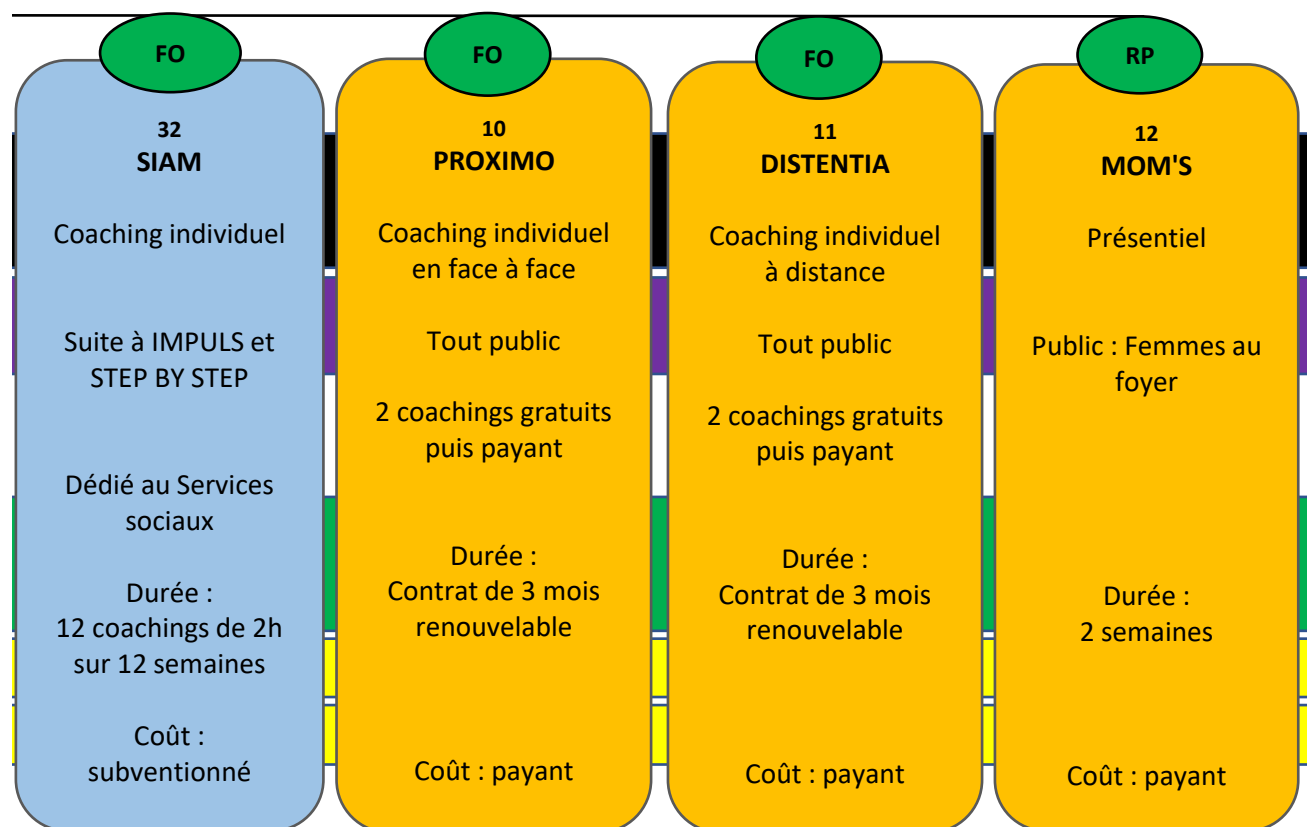 FO
32
SIAM
Coaching individuel
Suite à IMPULS et
STEP BY STEP
Dédié au Services
sociaux
Durée :
12 coachings de 2h
sur 12 semaines
Coût :
subventionné
FO
10
PROXIMO
Coaching individuel
en face à face
Tout public
2 coachings gratuits
puis payant
Durée :
Contrat de 3 mois
renouvelable
Coût : payant
FO
11
DISTENTIA
Coaching individuel
à distance
Tout public
2 coachings gratuits
puis payant
Durée :
Contrat de 3 mois
renouvelable
Coût : payant
RP
12
MOM'S
Présentiel
Public : Femmes au
foyer
Durée :
2 semaines
Coût : payant